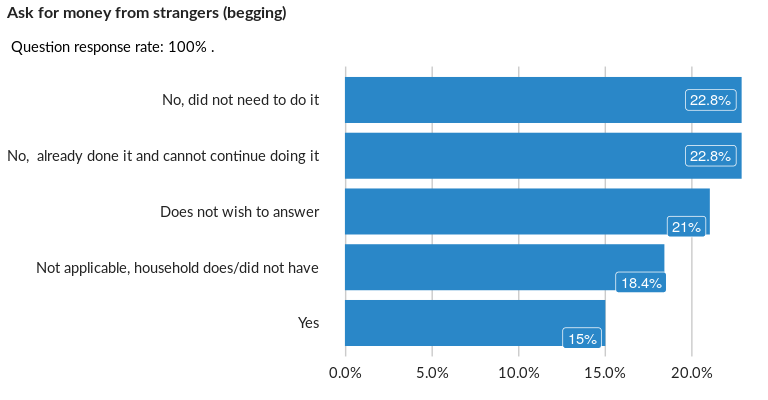 Ask for money from strangers (begging)
Question response rate: 100% .
No, did not need to do it 22.8%
No,  already done it and cannot continue doing it 22.8%
Does not wish to answer 21%
Not applicable, household does/did not have 18.4%
Yes 15%
0.0% 5.0% 10.0% 15.0% 20.0%